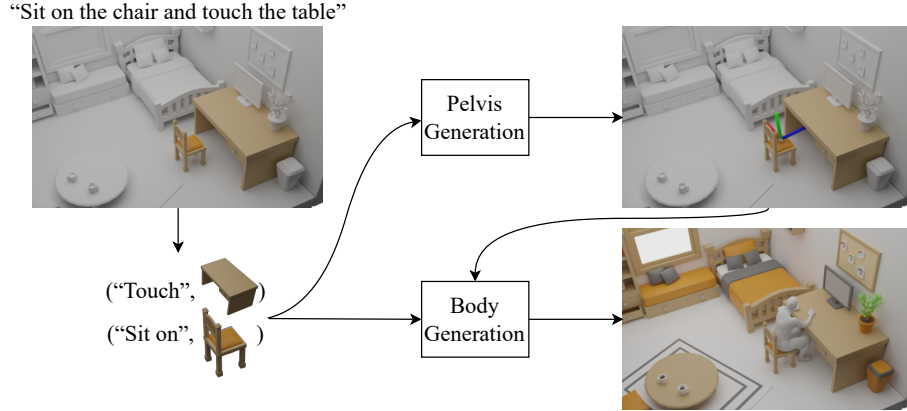 “Sit on the chair and touch the table”
Pelvis
Generation
(“Touch”, )
(“Sit on”, )
Body
Generation